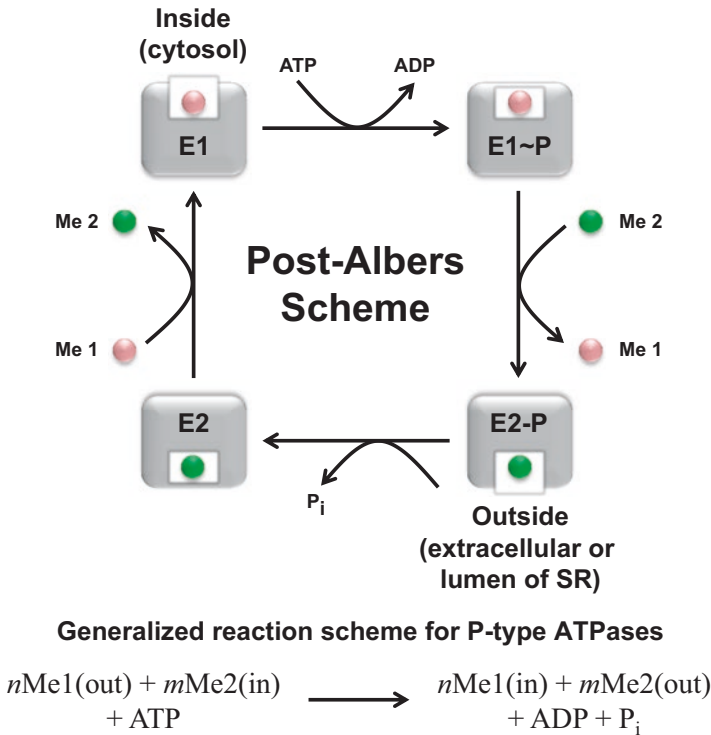 Inside
(cytosol)
ATP
ADP
E1
E1~P
Me 2
Me 2
Post-Albers
Scheme
Me 1
Me 1
E2
E2-P
Pi
Outside
(extracellular or
lumen of SR)
Generalized reaction scheme for P-type ATPases
nMe1(out) + mMe2(in)
+ ATP
nMe1(in) + mMe2(out)
+ ADP + Pi